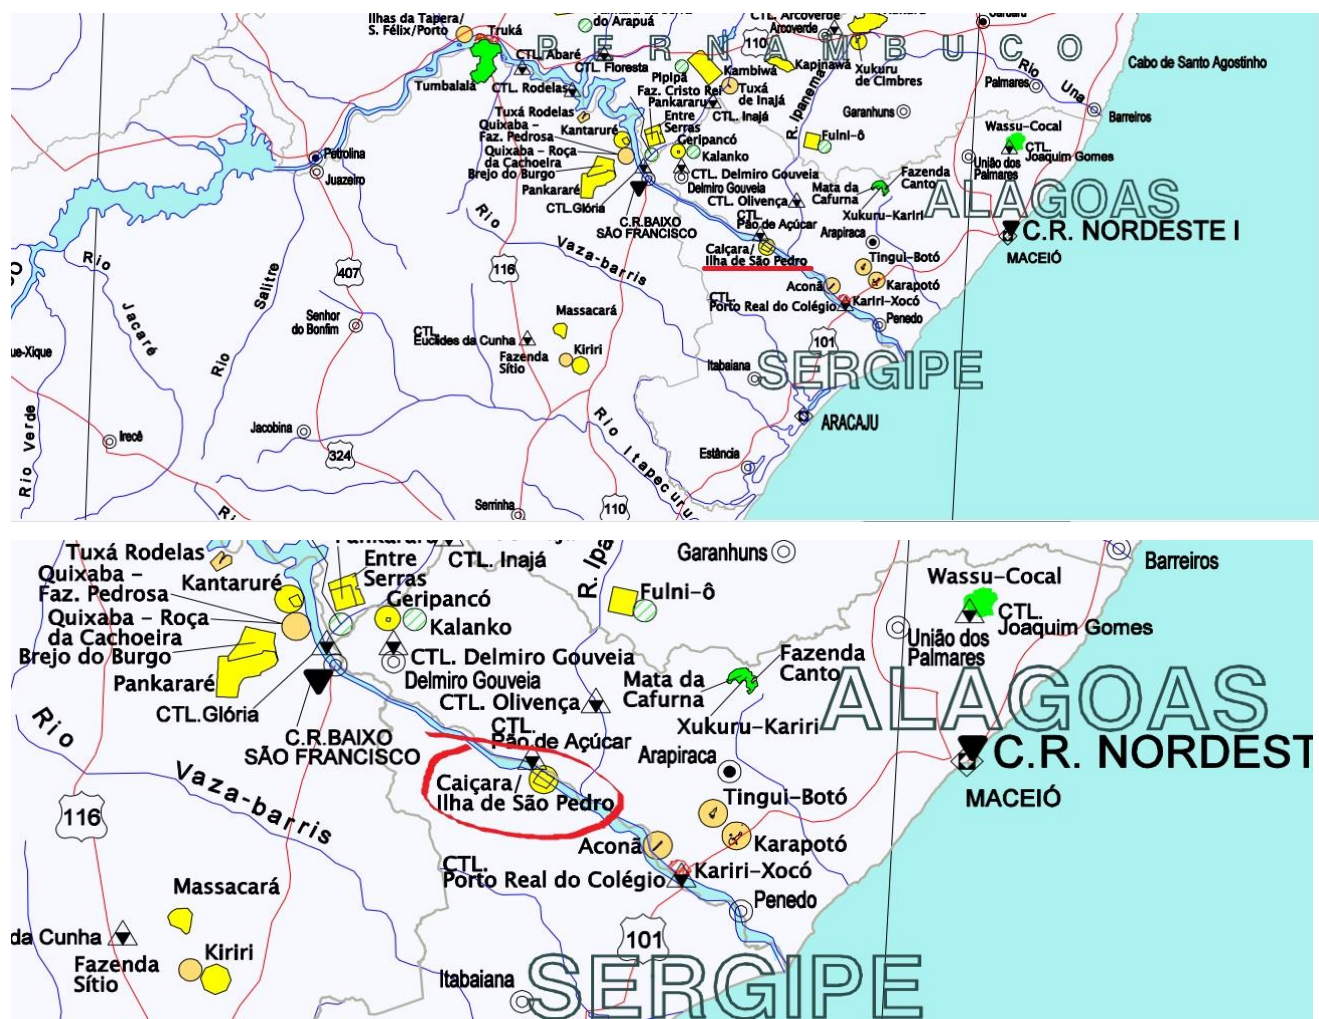 Ilhas da Tapera/
S. Félix/Porto
Truká
do Arapuá
CTL. Arcoverde
Arcoverde
PERNAMBUCO
110
CTL. Abaré
CTL. Floresta
Tumbalalá
CTL. Rodelas
Pipipã
Faz. Cristo Rei
Pankararu
Kambiwá
Tuxá
de Inajá
CTL. Inajá
Kapinawá
Xukuru
de Cimbres
R. Ipanema
Garanhuns
Palmares
Rio Una
Cabo de Santo Agostinho
Barreiros
Tuxá Rodelas
Quixaba -
Faz. Pedrosa
Kantaruré
Entre
Serras
Geripancó
Kalanko
Quixaba - Roça
da Cachoeira
Brejo do Burgo
Pankararé
CTL.Glória
CTL. Delmiro Gouveia
Delmiro Gouveia
CTL. Olivença
Fulni-ô
Mata da
Cafurna
Fazenda
Canto
Xukuru-Kariri
Wassu-Cocal
CTL.
Joaquim Gomes
União dos
Palmares
ALAGOAS
C.R. NORDESTE I
MACEIÓ
Petrolina
Juazeiro
C.R.BAIXO
SÃO FRANCISCO
CTL.
Pão de Açúcar
Caiçara/
Ilha de São Pedro
Arapiraca
Tingui-Botó
Karapotó
Aconã
Kariri-Xocó
CTL.
Porto Real do Colégio
Penedo
Rio
Vaza-barris
116
407
Rio Jacaré
Rio Salitre
Senhor
do Bonfim
Massacará
CTL.
Euclides da Cunha
Fazenda
Sítio
Kiriri
101
Itabaiana
SERGIPE
ARACAJU
ue-Xique
Rio Verde
Irecê
Jacobina
324
Rio Itapecuru
Estância
Serrinha
110
Ri
Tuxá Rodelas
Quixaba -
Faz. Pedrosa
Kantaruré
Entre
Serras
CTL. Inajá
Geripancó
Kalanko
Quixaba - Roça
da Cachoeira
Brejo do Burgo
Pankararé
CTL.Glória
CTL. Delmiro Gouveia
Delmiro Gouveia
CTL. Olivença
R. Ipa
Garanhuns
Fulni-ô
Barreiros
Wassu-Cocal
CTL.
Joaquim Gomes
União dos
Palmares
Mata da
Cafurna
Fazenda
Canto
Xukuru-Kariri
ALAGOAS
C.R. NORDEST
MACEIÓ
C.R.BAIXO
SÃO FRANCISCO
CTL.
Pão de Açúcar
Caiçara/
Ilha de São Pedro
Arapiraca
Tingui-Botó
Karapotó
Aconã
Kariri-Xocó
CTL.
Porto Real do Colégio
Penedo
Rio
Vaza-barris
116
Massacará
da Cunha
Fazenda
Sítio
Kiriri
101
Itabaiana
SERGIPE